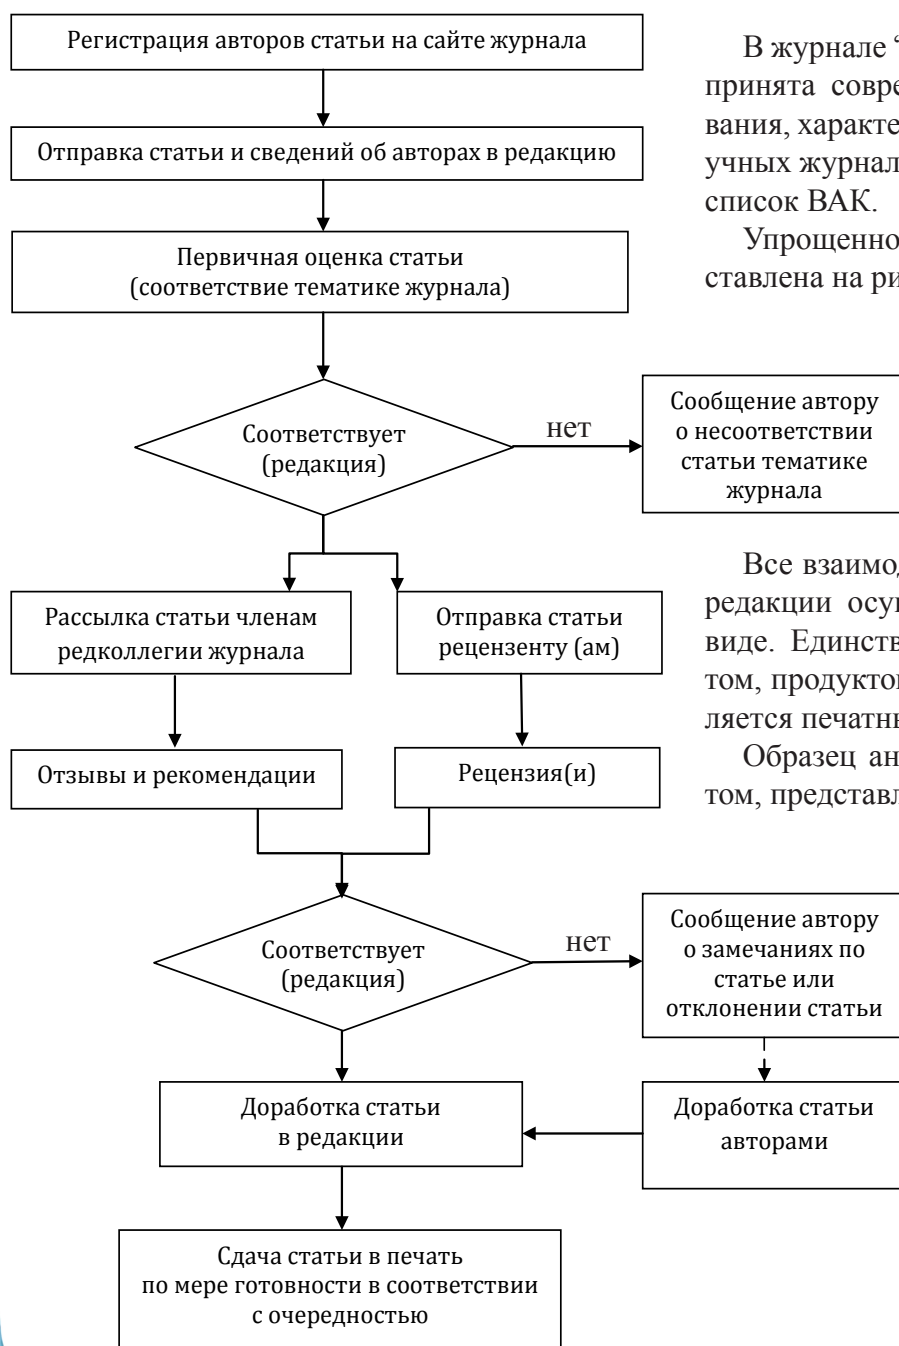 Регистрация авторов статьи на сайте журнала
Отправка статьи и сведений об авторах в редакцию
Первичная оценка статьи
(соответствие тематике журнала)
Соответствует
(редакция)
нет
Сообщение автору
о несоответствии
статьи тематике
журнала
Рассылка статьи членам
редколлегии журнала
Отправка статьи
рецензенту (ам)
Отзывы и рекомендации
Рецензия(и)
Соответствует
(редакция)
нет
Сообщение автору
о замечаниях по
статье или
отклонении статьи
Доработка статьи
в редакции
Доработка статьи
авторами
Сдача статьи в печать
по мере готовности в соответствии
с очередностью
В журнале “
принята совре
вания, характе
учных журнал
список ВАК.
Упрощенно
ставлена на ри
Все взаимод
редакции осу
виде. Единств
том, продукто
ляется печатн
Образец ан
том, представл